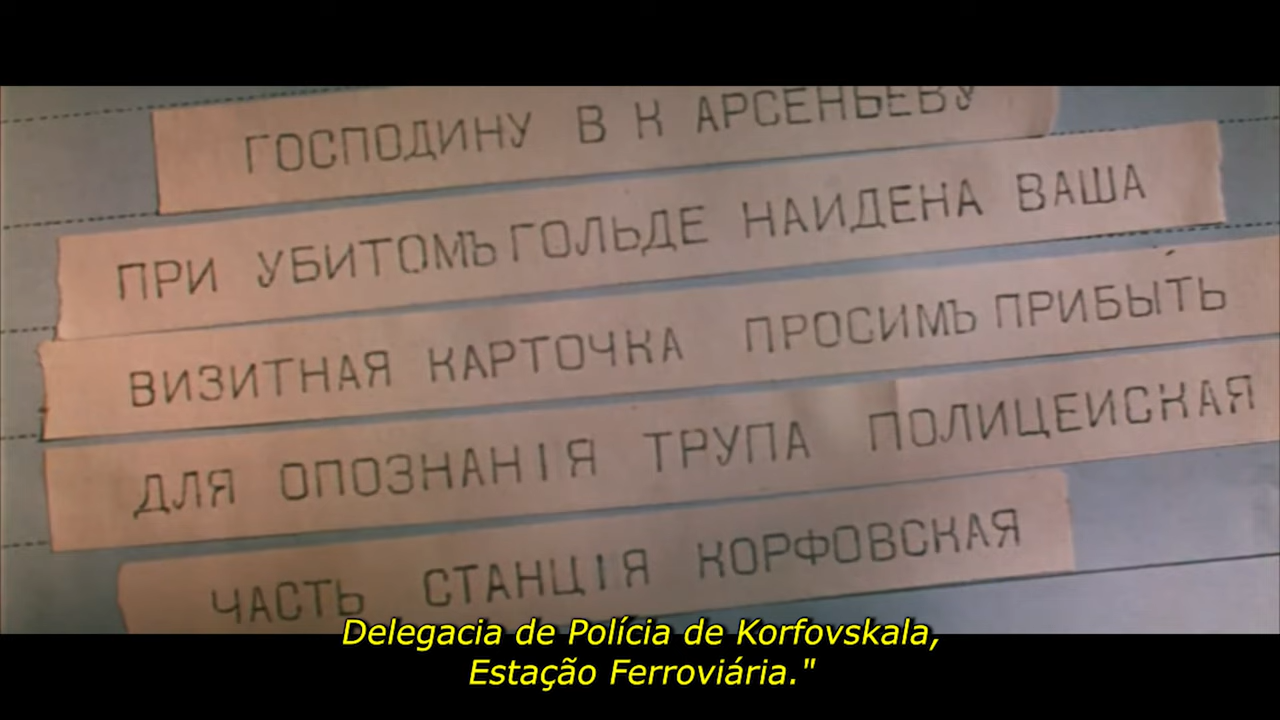 ГОСПОДИНУ В К АРСЕНЬЕВУ
ПРИ УБИТОМЪ ГОЛЬДЕ НАИДЕНА ВАША
ВИЗИТНАЯ КАРТОЧКА ПРОСИМЪ ПРИБЫТЬ
ДЛЯ ОПОЗНАНІЯ ТРУПА ПОЛИЦЕИСКАЯ
ЧАСТЬ СТАНЦІЯ КОРФОВСКАЯ
Delegacia de Polícia de Korfovskala,
Estação Ferroviária."